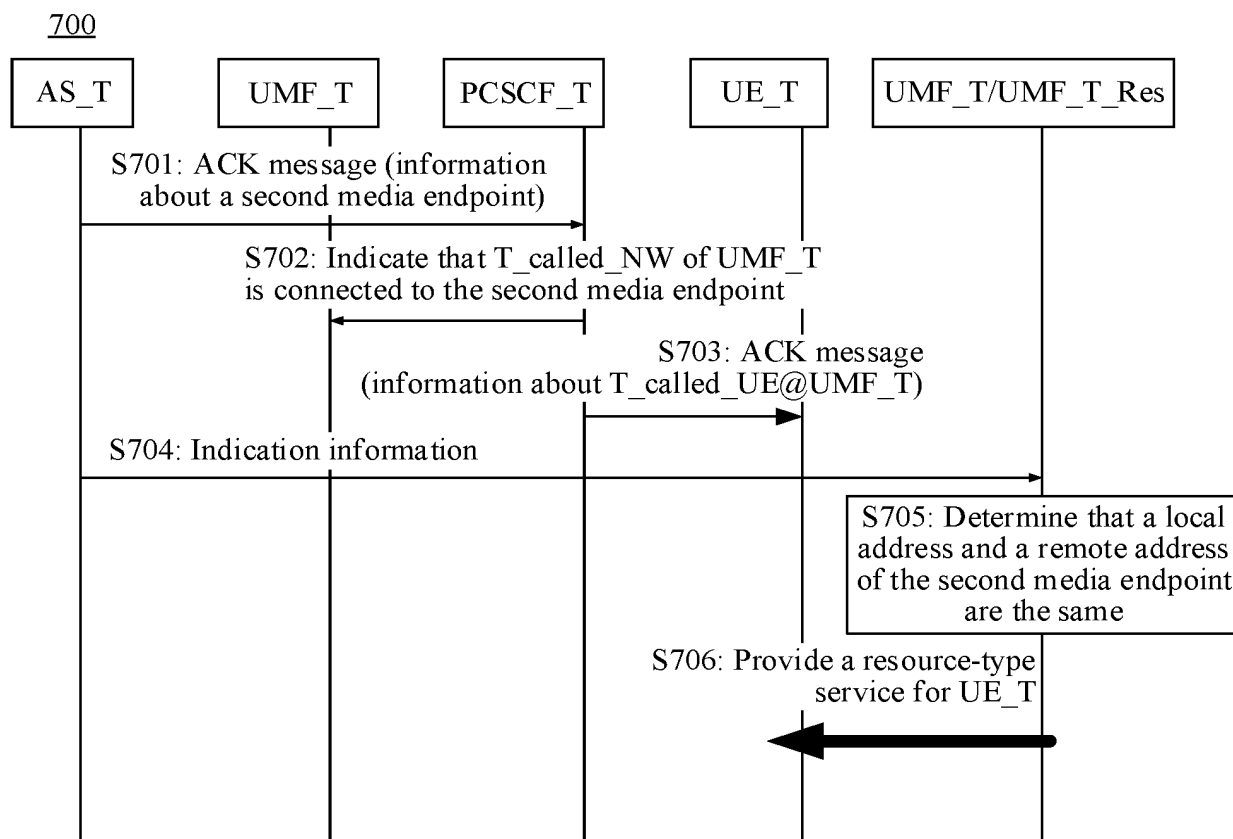 700
AS_T
UMF_T
PCSCF_T
UE_T
UMF_T/UMF_T_Res
S701: ACK message (information
about a second media endpoint)
S702: Indicate that T_called_NW of UMF_T
is connected to the second media endpoint
S703: ACK message
(information about T_called_UE@UMF_T)
S704: Indication information
S705: Determine that a local
address and a remote address
of the second media endpoint
are the same
S706: Provide a resource-type
service for UE_T